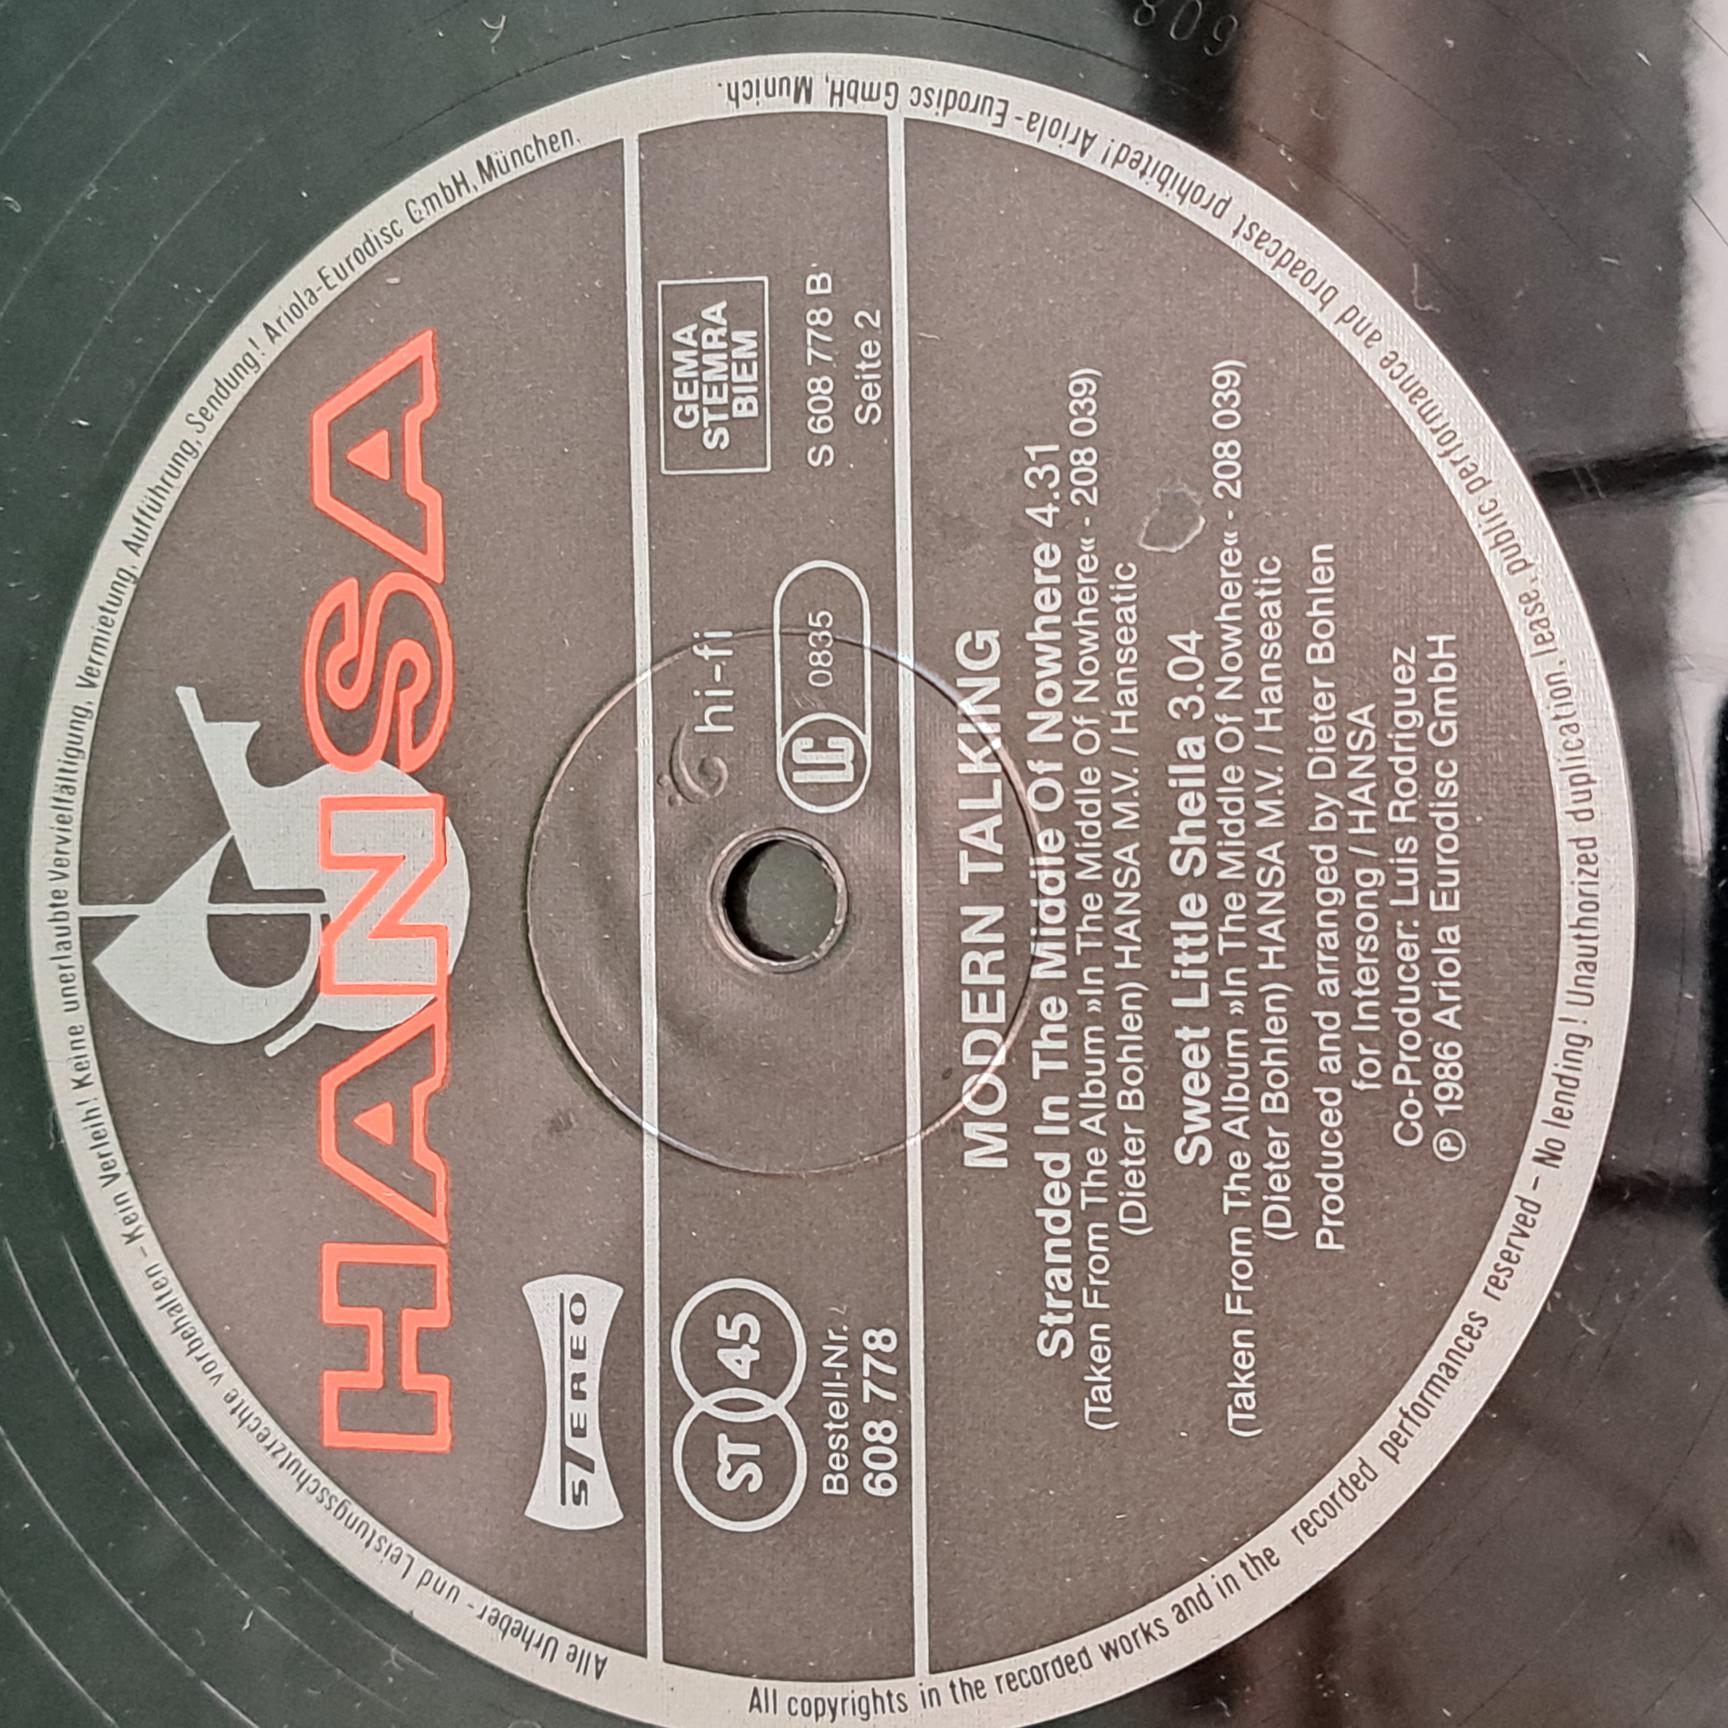 Alle Urheber- und Leistungsschutzrechte vorbehalten – Kein Verleih! Keine unerlaubte Vervielfältigung, Vermietung, Aufführung, Sendung! Ariola-Eurodisc GmbH, München.
HANSA
STEREO
ST 45
Bestell-Nr.
608 778
hi-fi
LC 0835
GEMA
STEMRA
BIEM
S 608 778 B
Seite 2
MODERN TALKING
Stranded In The Middle Of Nowhere 4.31
(Taken From The Album »In The Middle Of Nowhere« - 208 039)
(Dieter Bohlen) HANSA M.V. / Hanseatic
Sweet Little Sheila 3.04
(Taken From The Album »In The Middle Of Nowhere« - 208 039)
(Dieter Bohlen) HANSA M.V. / Hanseatic
Produced and arranged by Dieter Bohlen
for Intersong / HANSA
Co-Producer: Luis Rodriguez
Ⓟ 1986 Ariola Eurodisc GmbH
All copyrights in the recorded works and in the recorded performances reserved – No lending! Unauthorized duplication, lease, public performance and broadcast prohibited! Ariola-Eurodisc GmbH, Munich.